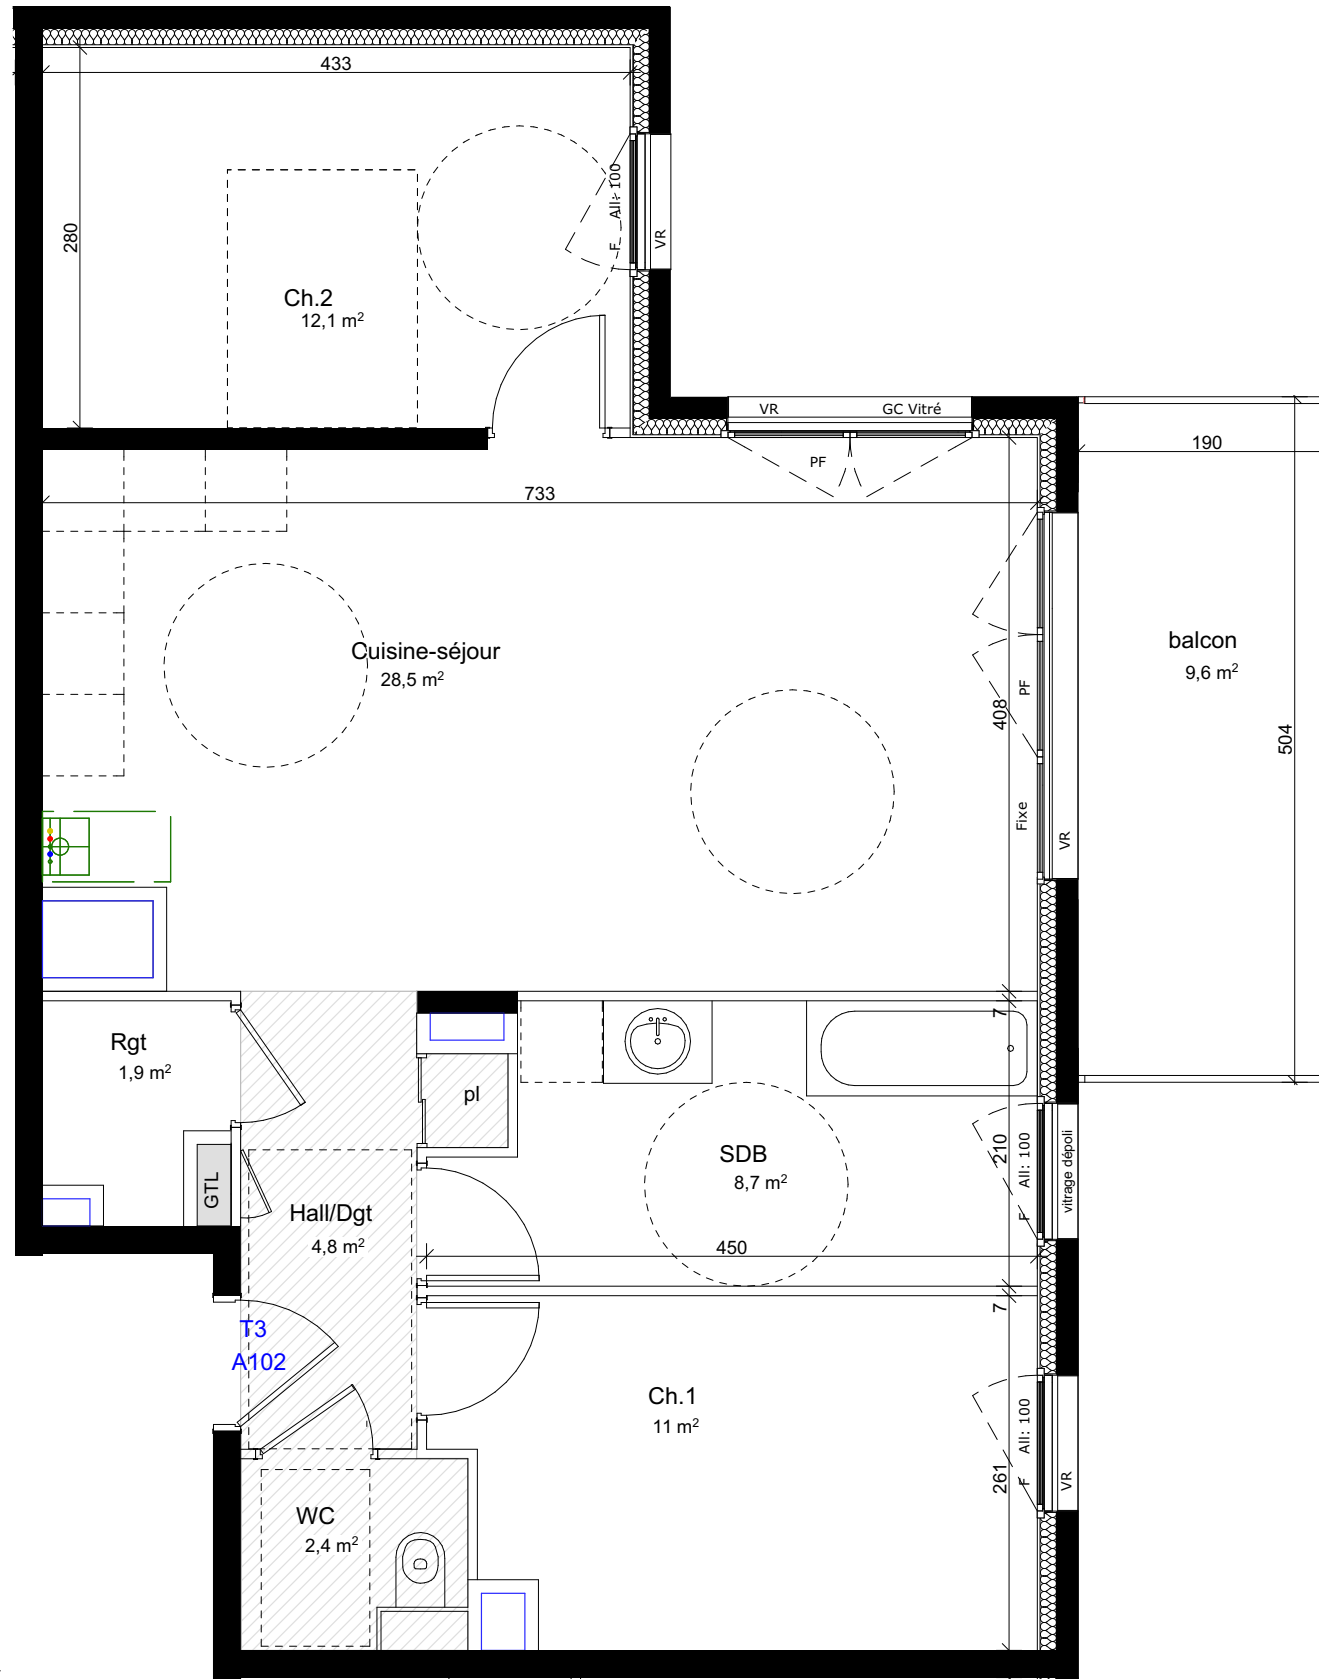 433
280
F All: 100
VR
Ch.2
12,1 m²
VR
GC Vitré
PF
190
733
Cuisine-séjour
28,5 m²
408
PF
Fixe
VR
balcon
9,6 m²
504
Rgt
1,9 m²
GTL
pl
7
SDB
8,7 m²
210
F All: 100
vitrage dépoli
Hall/Dgt
4,8 m²
450
7
T3
A102
Ch.1
11 m²
261
F All: 100
VR
WC
2,4 m²